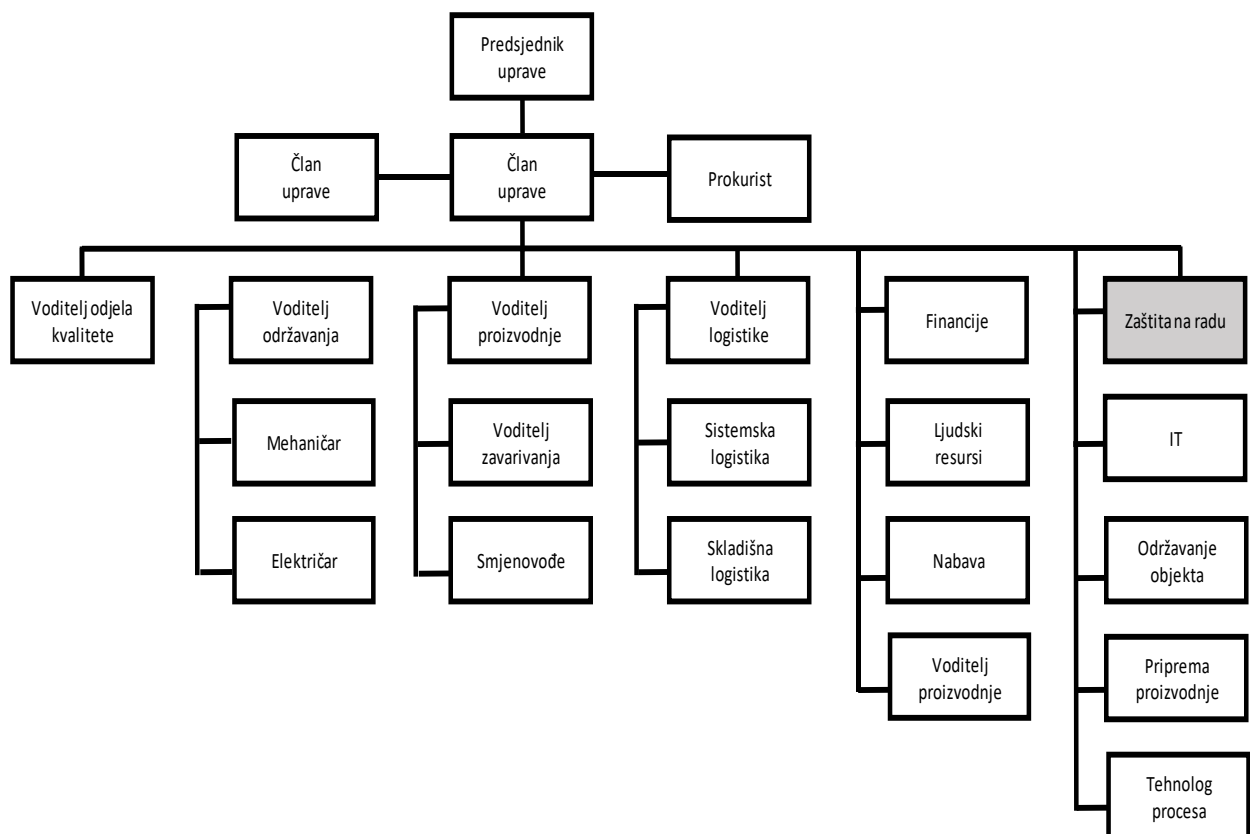 Predsjednik
uprave
Član
uprave
Član
uprave
Prokurist
Voditelj odjela
kvalitete
Voditelj
održavanja
Voditelj
proizvodnje
Voditelj
logistike
Financije
Zaštita na radu
Mehaničar
Voditelj
zavarivanja
Sistemska
logistika
Ljudski
resursi
IT
Električar
Smjenovođe
Skladišna
logistika
Nabava
Održavanje
objekta
Voditelj
proizvodnje
Priprema
proizvodnje
Tehnolog
procesa